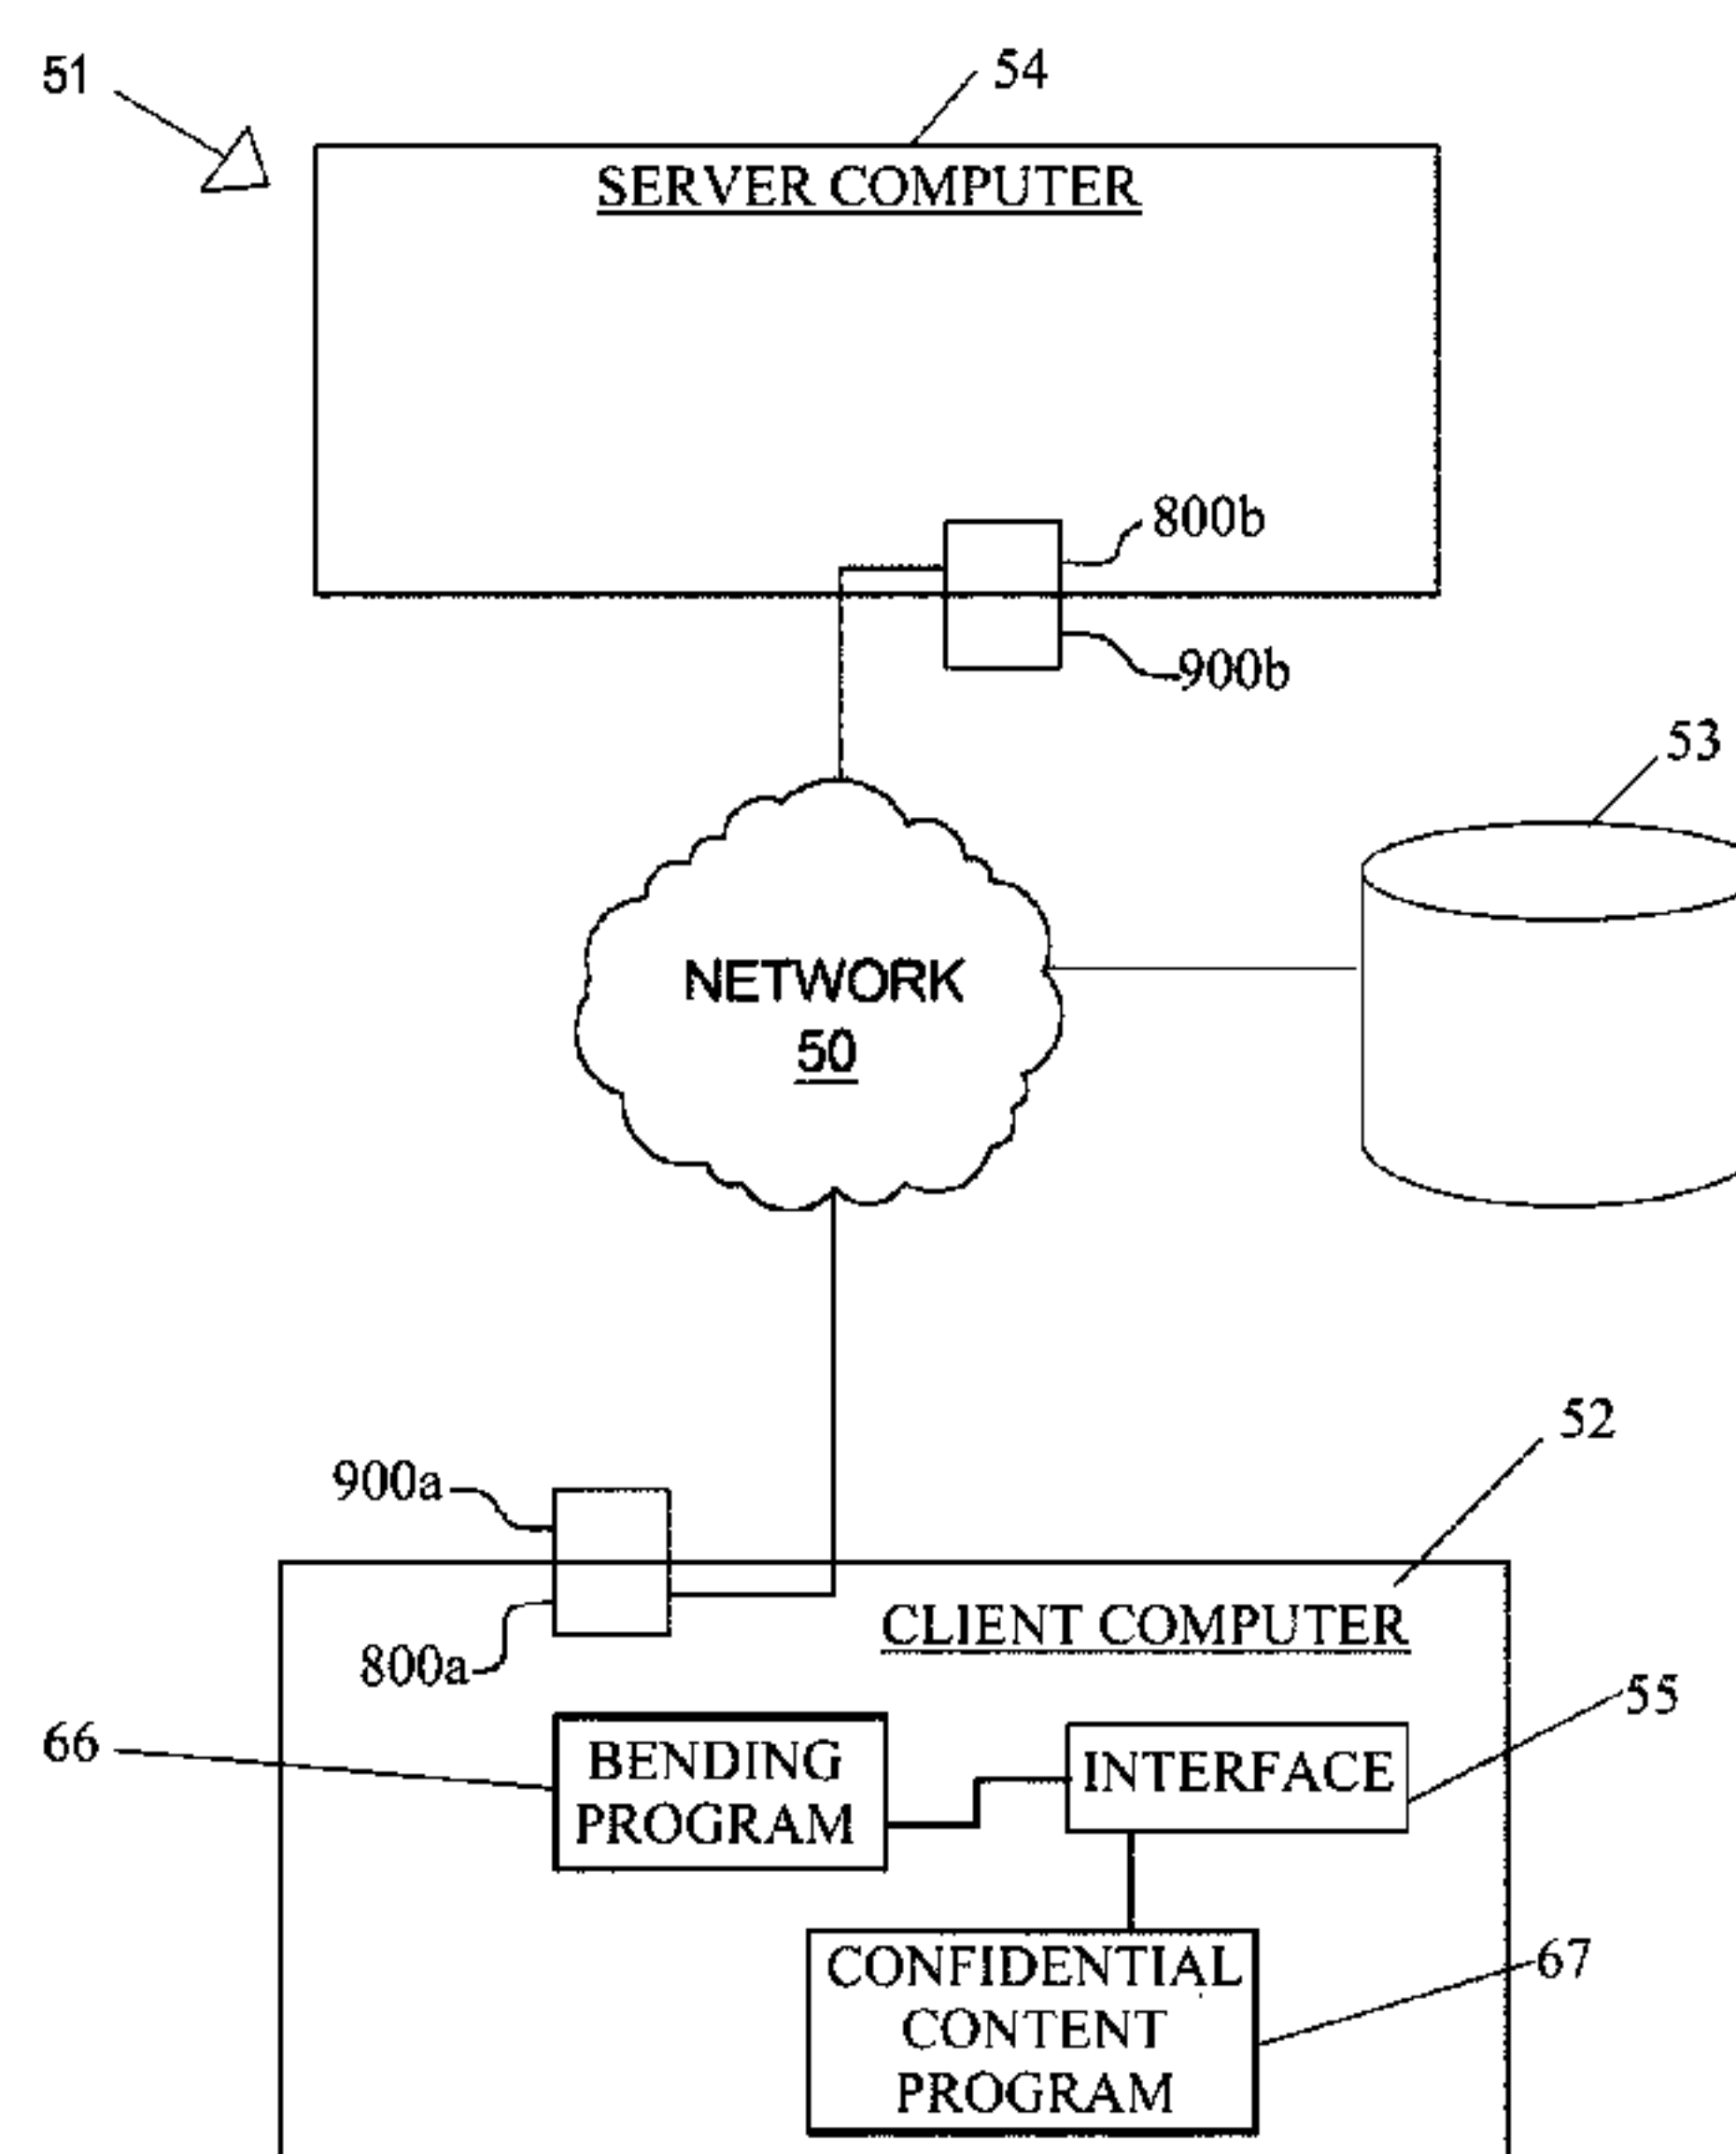 51
54
SERVER COMPUTER
800b
900b
53
NETWORK
50
52
900a
CLIENT COMPUTER
800a
55
66
BENDING
PROGRAM
INTERFACE
67
CONFIDENTIAL
CONTENT
PROGRAM